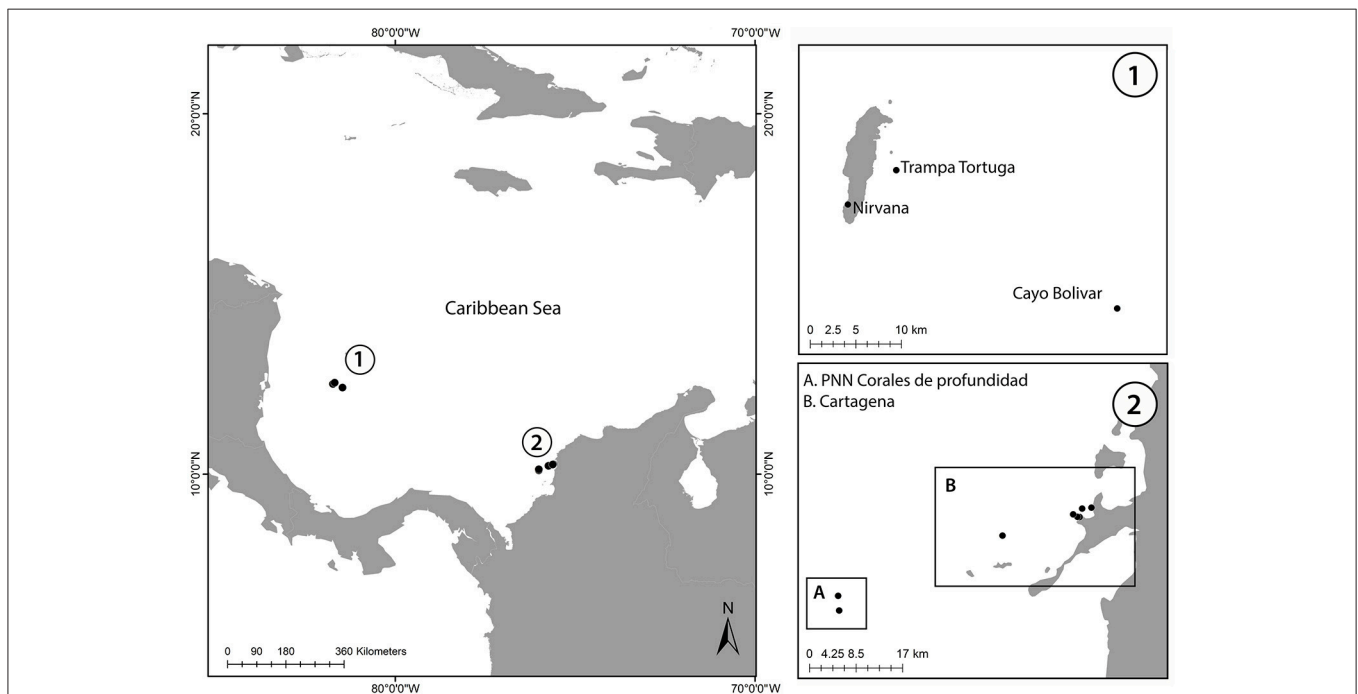 80°0'0"W
70°0'0"W
20°0'0"N
20°0'0"N
Caribbean Sea
1
2
10°0'0"N
10°0'0"N
N
0 90 180 360 Kilometers
80°0'0"W
70°0'0"W
1
Trampa Tortuga
Nirvana
Cayo Bolivar
0 2.5 5 10 km
A. PNN Corales de profundidad
B. Cartagena
2
B
A
0 4.25 8.5 17 km